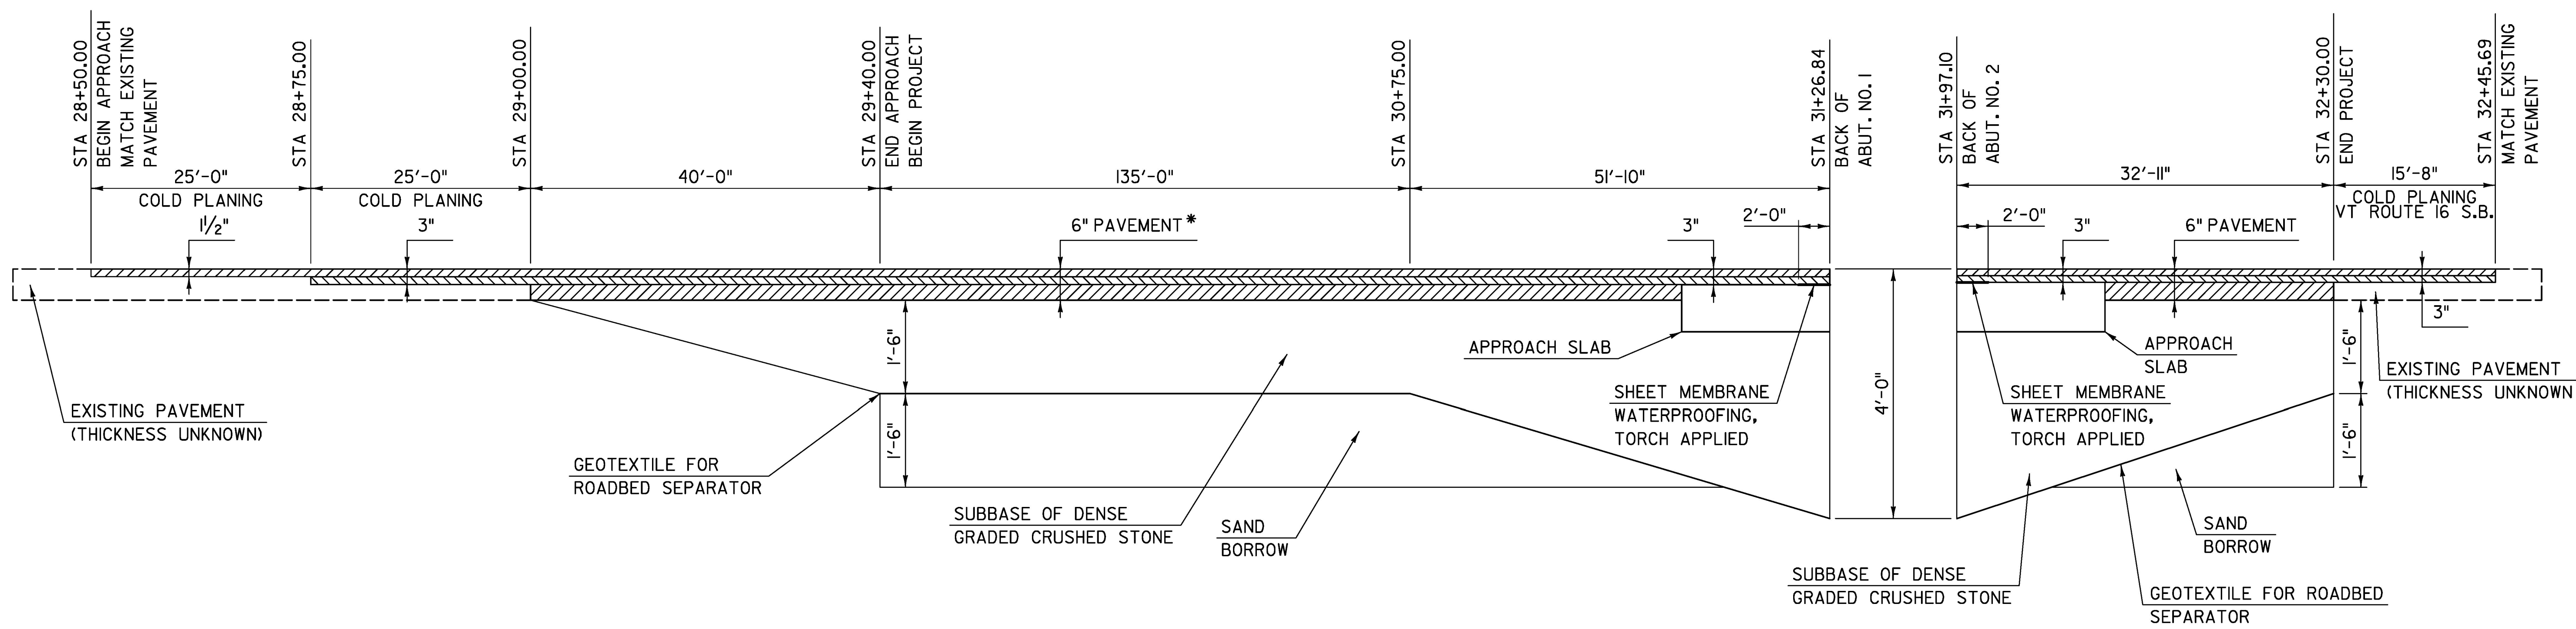 STA 28+50.00
BEGIN APPROACH
MATCH EXISTING
PAVEMENT
STA 28+75.00
STA 29+00.00
STA 29+40.00
END APPROACH
BEGIN PROJECT
STA 30+75.00
STA 31+26.84
BACK OF
ABUT. NO. 1
STA 31+97.10
BACK OF
ABUT. NO. 2
STA 32+30.00
END PROJECT
STA 32+45.69
MATCH EXISTING
PAVEMENT
25'-0"
COLD PLANING
25'-0"
COLD PLANING
40'-0"
135'-0"
51'-10"
32'-11"
15'-8"
COLD PLANING
VT ROUTE 16 S.B.
1 1/2"
3"
6" PAVEMENT*
3"
2'-0"
2'-0"
3"
6" PAVEMENT
3"
1'-6"
1'-6"
4'-0"
1'-6"
1'-6"
EXISTING PAVEMENT
(THICKNESS UNKNOWN)
GEOTEXTILE FOR
ROADBED SEPARATOR
SUBBASE OF DENSE
GRADED CRUSHED STONE
SAND
BORROW
APPROACH SLAB
SHEET MEMBRANE
WATERPROOFING,
TORCH APPLIED
SHEET MEMBRANE
WATERPROOFING,
TORCH APPLIED
APPROACH
SLAB
EXISTING PAVEMENT
(THICKNESS UNKNOWN
SAND
BORROW
SUBBASE OF DENSE
GRADED CRUSHED STONE
GEOTEXTILE FOR ROADBED
SEPARATOR